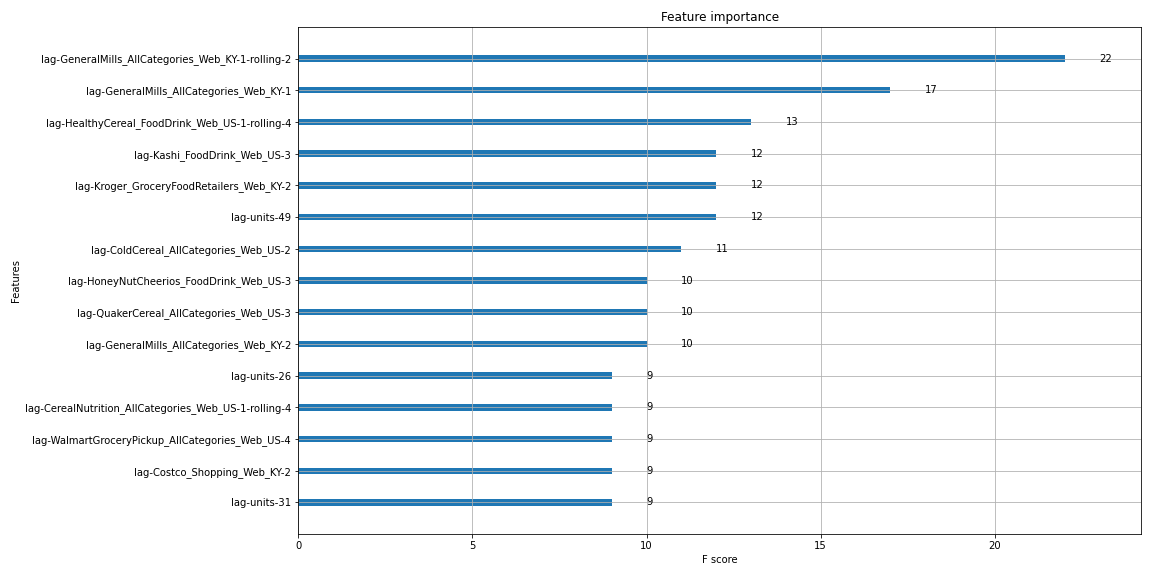 Feature importance
lag-GeneralMills_AllCategories_Web_KY-1-rolling-2 22
lag-GeneralMills_AllCategories_Web_KY-1 17
lag-HealthyCereal_FoodDrink_Web_US-1-rolling-4 13
lag-Kashi_FoodDrink_Web_US-3 12
lag-Kroger_GroceryFoodRetailers_Web_KY-2 12
lag-units-49 12
lag-ColdCereal_AllCategories_Web_US-2 11
lag-HoneyNutCheerios_FoodDrink_Web_US-3 10
lag-QuakerCereal_AllCategories_Web_US-3 10
lag-GeneralMills_AllCategories_Web_KY-2 10
lag-units-26 9
lag-CerealNutrition_AllCategories_Web_US-1-rolling-4 9
lag-WalmartGroceryPickup_AllCategories_Web_US-4 9
lag-Costco_Shopping_Web_KY-2 9
lag-units-31 9
Features
0 5 10 15 20
F score